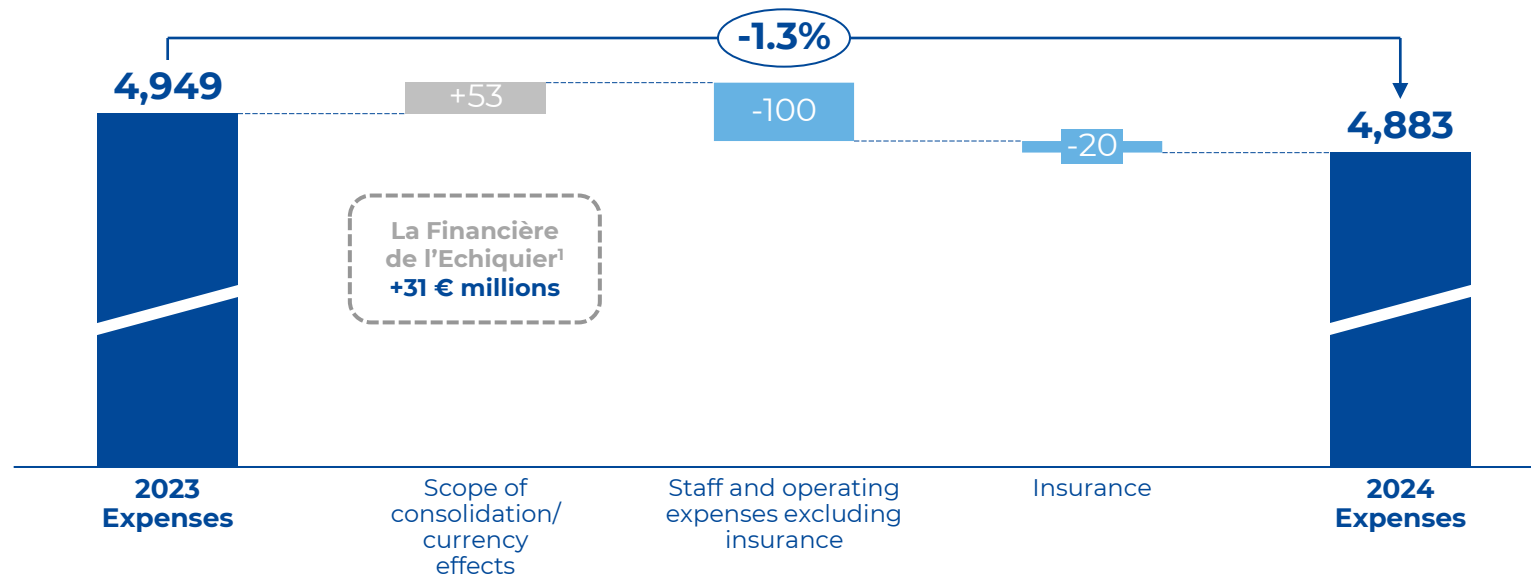 -1.3%
4,949
+53
-100
-20
4,883
La Financière
de l'Echiquier¹
+31 € millions
2023
Expenses
Scope of
consolidation/
currency
effects
Staff and operating
expenses excluding
insurance
Insurance
2024
Expenses